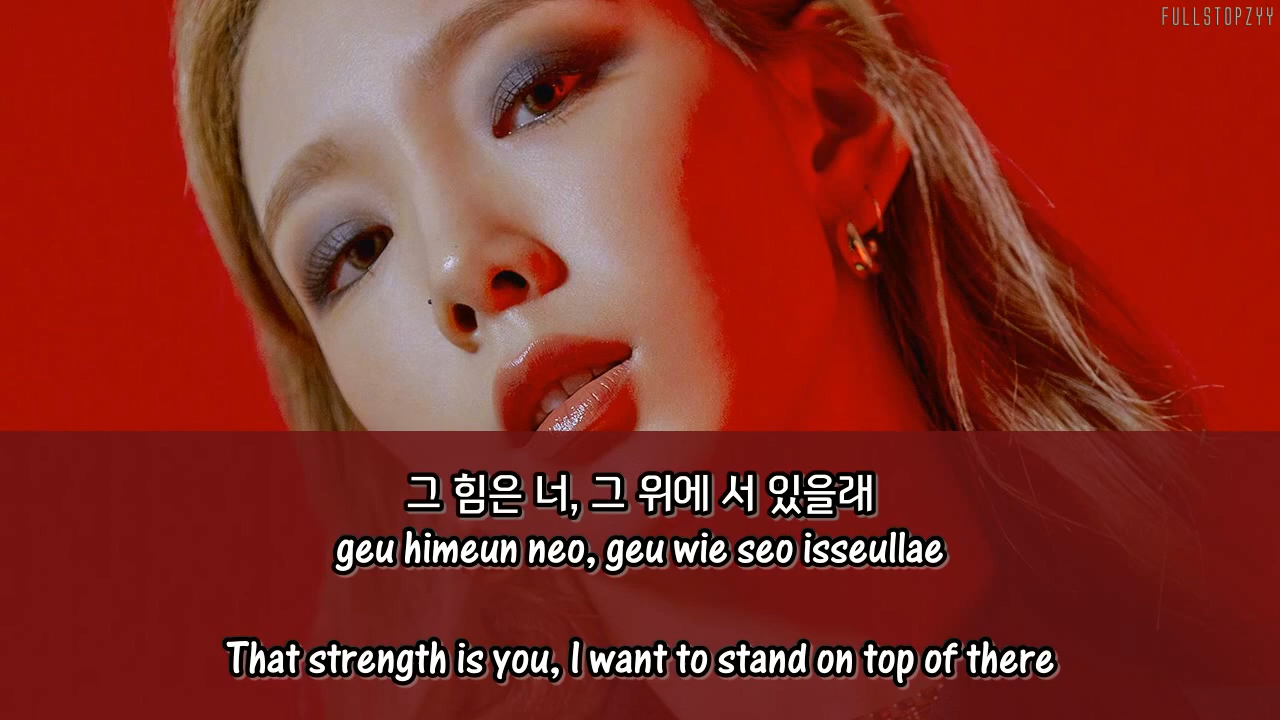 FULLSTOPZYY
그 힘은 너, 그 위에 서 있을래
geu himeun neo, geu wie seo isseullae
That strength is you, I want to stand on top of there